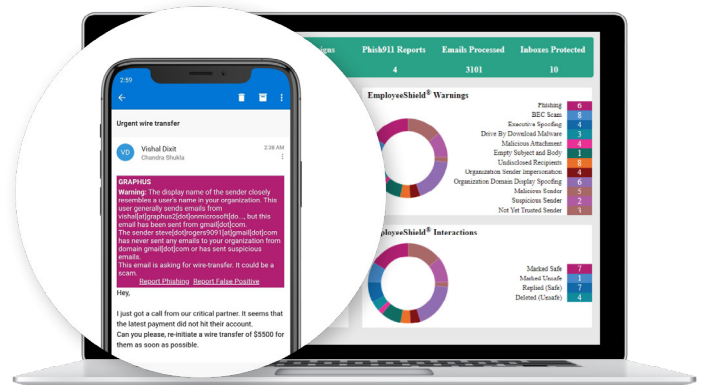 2:59
Urgent wire transfer
VD
Vishal Dixit
2:38 AM
Chandra Shukla
GRAPHUS
Warning: The display name of the sender closely
resembles a user's name in your organization. This
user generally sends emails from
vishal[at]graphus2[dot]onmicrosoft[do..., but this
email has been sent from gmail[dot]com.
The sender steve[dot]rogers9091[at]gmail[dot]com
has never sent any emails to your organization from
domain gmail[dot]com or has sent suspicious
emails.
This email is asking for wire-transfer. It could be a
scam.
Report Phishing Report False Positive
Hey,
I just got a call from our critical partner. It seems that
the latest payment did not hit their account.
Can you please, re-initiate a wire transfer of $5500 for
them as soon as possible.
Phish911 Reports Emails Processed Inboxes Protected
4 3101 10
EmployeeShield® Warnings
Phishing 6
BEC Scam 8
Executive Spoofing 4
Drive By Download Malware 3
Malicious Attachment 4
Empty Subject and Body 1
Undisclosed Recipients 8
Organization Sender Impersonation 4
Organization Domain Display Spoofing 6
Malicious Sender 5
Suspicious Sender 2
Not Yet Trusted Sender 3
EmployeeShield® Interactions
Marked Safe 7
Marked Unsafe 1
Replied (Safe) 7
Deleted (Unsafe) 4